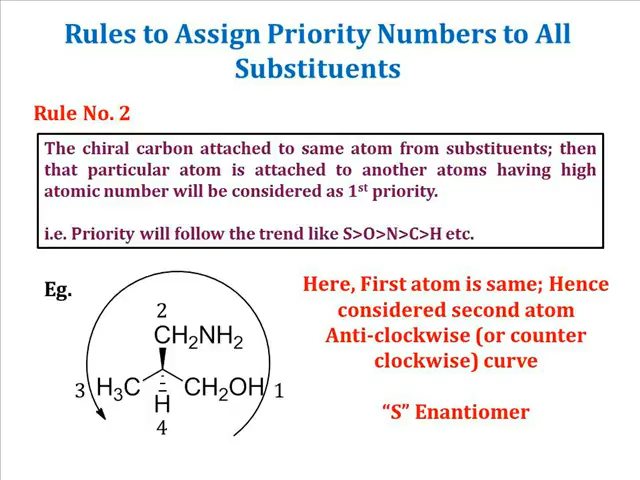 Rules to Assign Priority Numbers to All
Substituents
Rule No. 2
The chiral carbon attached to same atom from substituents; then
that particular atom is attached to another atoms having high
atomic number will be considered as 1st priority.
i.e. Priority will follow the trend like S>O>N>C>H etc.
Eg.
2
CH2NH2
3 H3C CH2OH 1
H
4
Here, First atom is same; Hence
considered second atom
Anti-clockwise (or counter
clockwise) curve
“S” Enantiomer